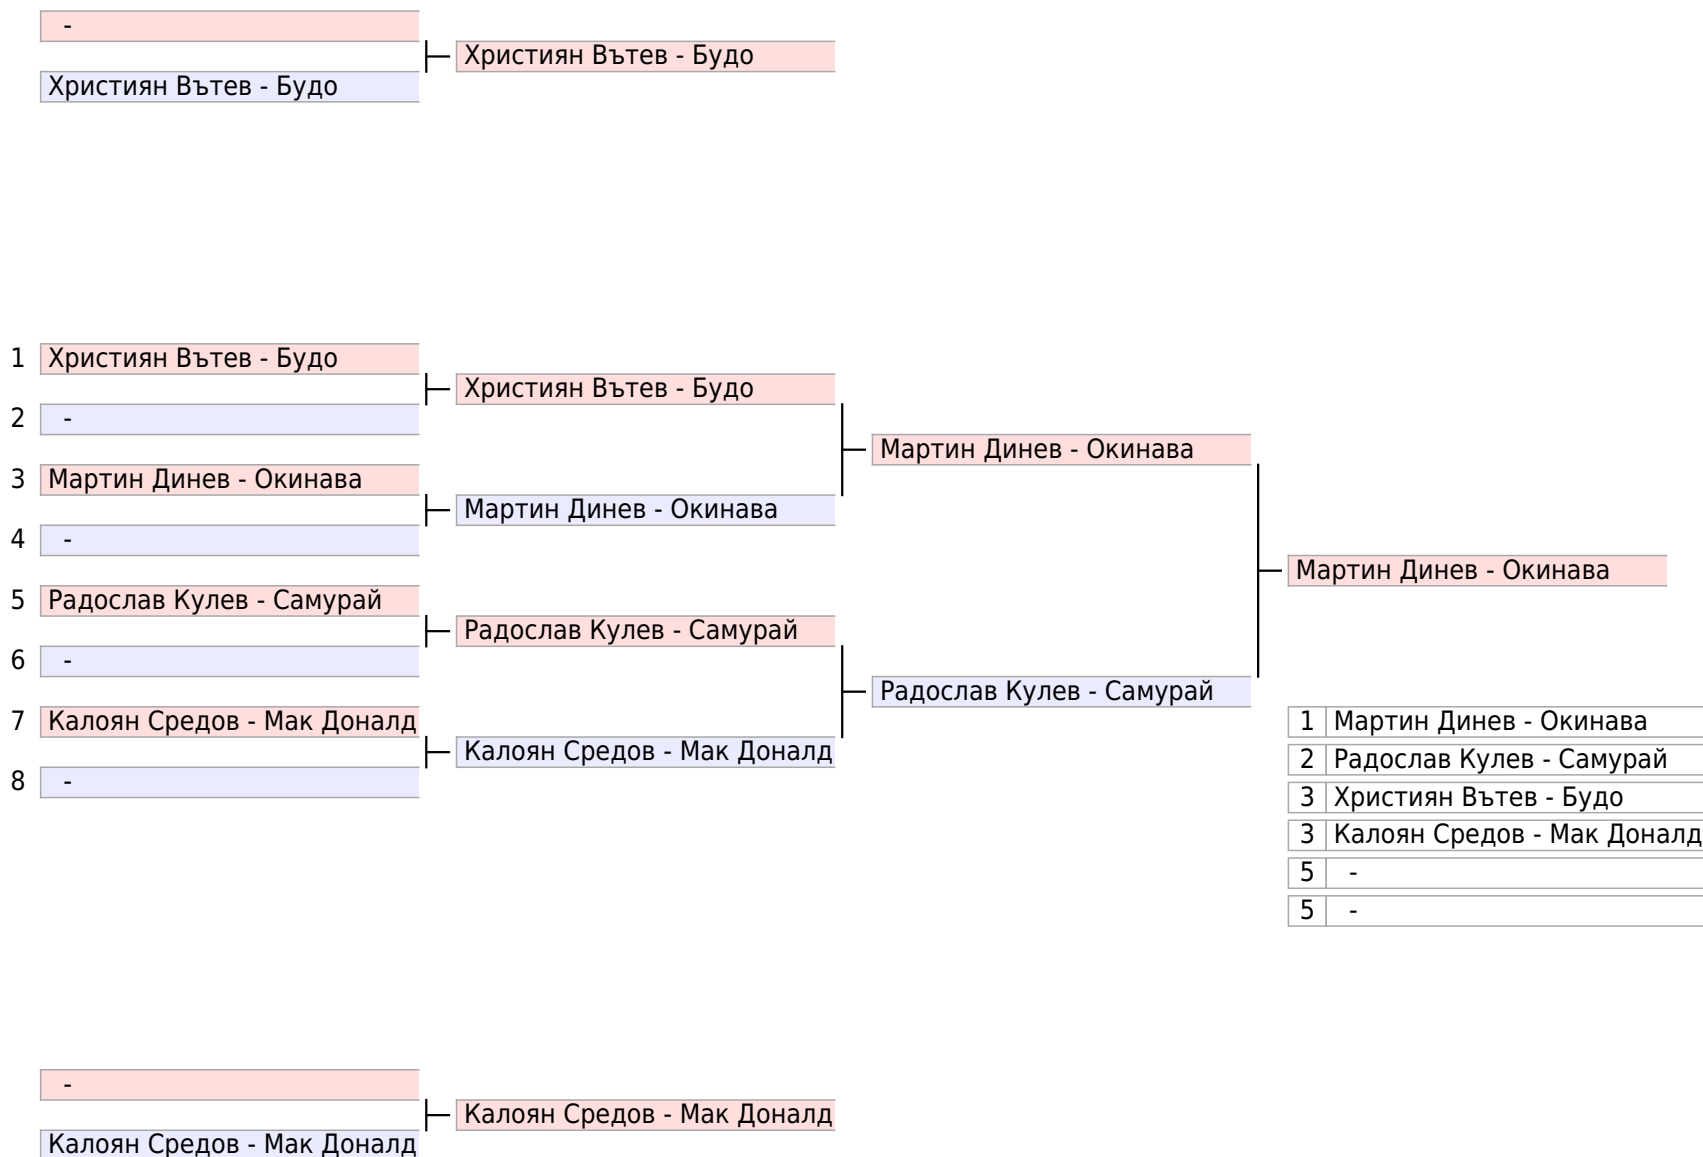 -
Християн Вътев - Будо
Християн Вътев - Будо
1 Християн Вътев - Будо
Християн Вътев - Будо
2 -
Мартин Динев - Окинава
3 Мартин Динев - Окинава
Мартин Динев - Окинава
4 -
Мартин Динев - Окинава
5 Радослав Кулев - Самурай
Радослав Кулев - Самурай
6 -
Радослав Кулев - Самурай
7 Калоян Средов - Мак Доналд
Калоян Средов - Мак Доналд
8 -
1 Мартин Динев - Окинава
2 Радослав Кулев - Самурай
3 Християн Вътев - Будо
3 Калоян Средов - Мак Доналд
5 -
5 -
-
Калоян Средов - Мак Доналд
Калоян Средов - Мак Доналд